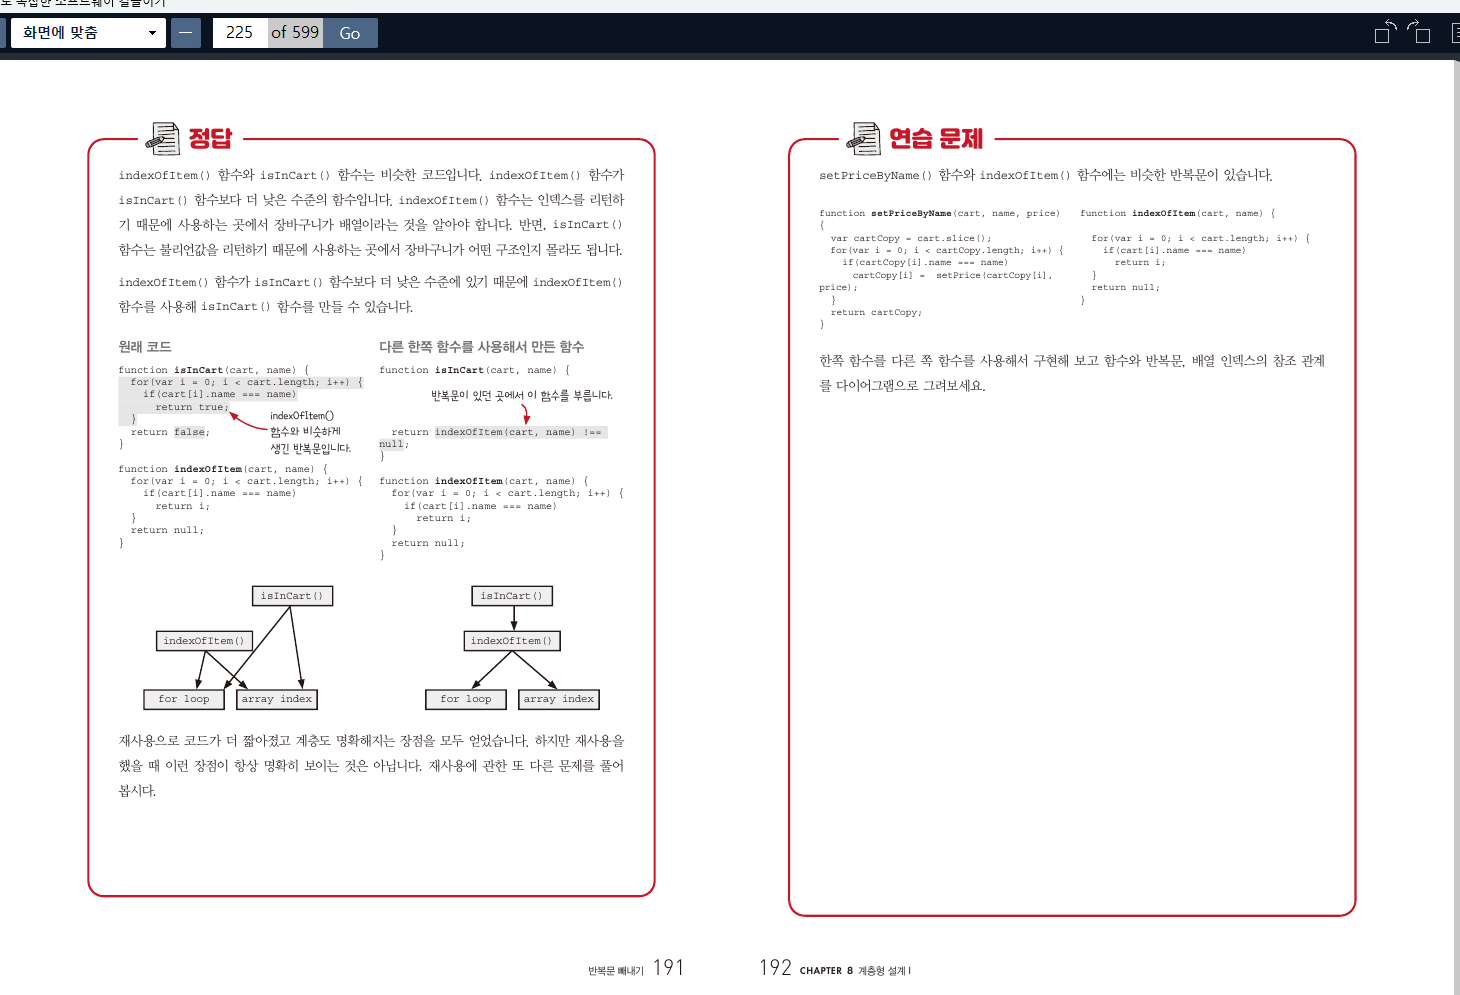 로 복잡한 소프트웨어 길들이기
화면에 맞춤
225 of 599 Go
정답
indexOfItem() 함수와 isInCart() 함수는 비슷한 코드입니다. indexOfItem() 함수가
isInCart() 함수보다 더 낮은 수준의 함수입니다. indexOfItem() 함수는 인덱스를 리턴하
기 때문에 사용하는 곳에서 장바구니가 배열이라는 것을 알아야 합니다. 반면, isInCart()
함수는 불리언값을 리턴하기 때문에 사용하는 곳에서 장바구니가 어떤 구조인지 몰라도 됩니다.
indexOfItem() 함수가 isInCart() 함수보다 더 낮은 수준에 있기 때문에 indexOfItem()
함수를 사용해 isInCart() 함수를 만들 수 있습니다.
원래 코드
function isInCart(cart, name) {
for(var i = 0; i < cart.length; i++) {
if(cart[i].name === name)
return true;
}
return false;
}
indexOfItem()
함수와 비슷하게
생긴 반복문입니다.
function indexOfItem(cart, name) {
for(var i = 0; i < cart.length; i++) {
if(cart[i].name === name)
return i;
}
return null;
}
다른 한쪽 함수를 사용해서 만든 함수
function isInCart(cart, name) {
반복문이 있던 곳에서 이 함수를 부릅니다.
return indexOfItem(cart, name) !==
null;
}
function indexOfItem(cart, name) {
for(var i = 0; i < cart.length; i++) {
if(cart[i].name === name)
return i;
}
return null;
}
isInCart()
indexOfItem()
for loop
array index
isInCart()
indexOfItem()
for loop
array index
재사용으로 코드가 더 짧아졌고 계층도 명확해지는 장점을 모두 얻었습니다. 하지만 재사용을
했을 때 이런 장점이 항상 명확히 보이는 것은 아닙니다. 재사용에 관한 또 다른 문제를 풀어
봅시다.
반복문 빼내기 191
연습 문제
setPriceByName() 함수와 indexOfItem() 함수에는 비슷한 반복문이 있습니다.
function setPriceByName(cart, name, price)
{
var cartCopy = cart.slice();
for(var i = 0; i < cartCopy.length; i++) {
if(cartCopy[i].name === name)
cartCopy[i] = setPrice(cartCopy[i],
price);
}
return cartCopy;
}
function indexOfItem(cart, name) {
for(var i = 0; i < cart.length; i++) {
if(cart[i].name === name)
return i;
}
return null;
}
한쪽 함수를 다른 쪽 함수를 사용해서 구현해 보고 함수와 반복문, 배열 인덱스의 참조 관계
를 다이어그램으로 그려보세요.
192 CHAPTER 8 계층형 설계 I